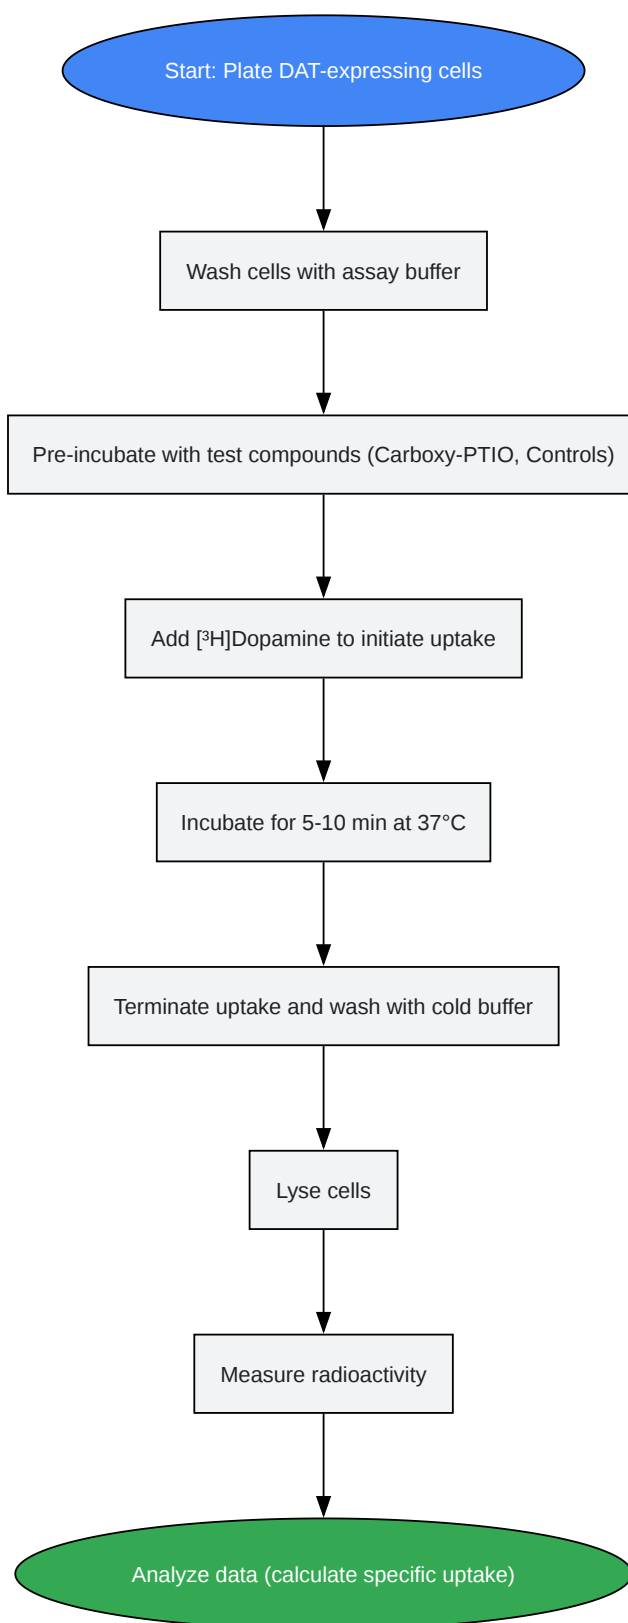 Start: Plate DAT-expressing cells
Wash cells with assay buffer
Pre-incubate with test compounds (Carboxy-PTIO, Controls)
Add [³H]Dopamine to initiate uptake
Incubate for 5-10 min at 37°C
Terminate uptake and wash with cold buffer
Lyse cells
Measure radioactivity
Analyze data (calculate specific uptake)